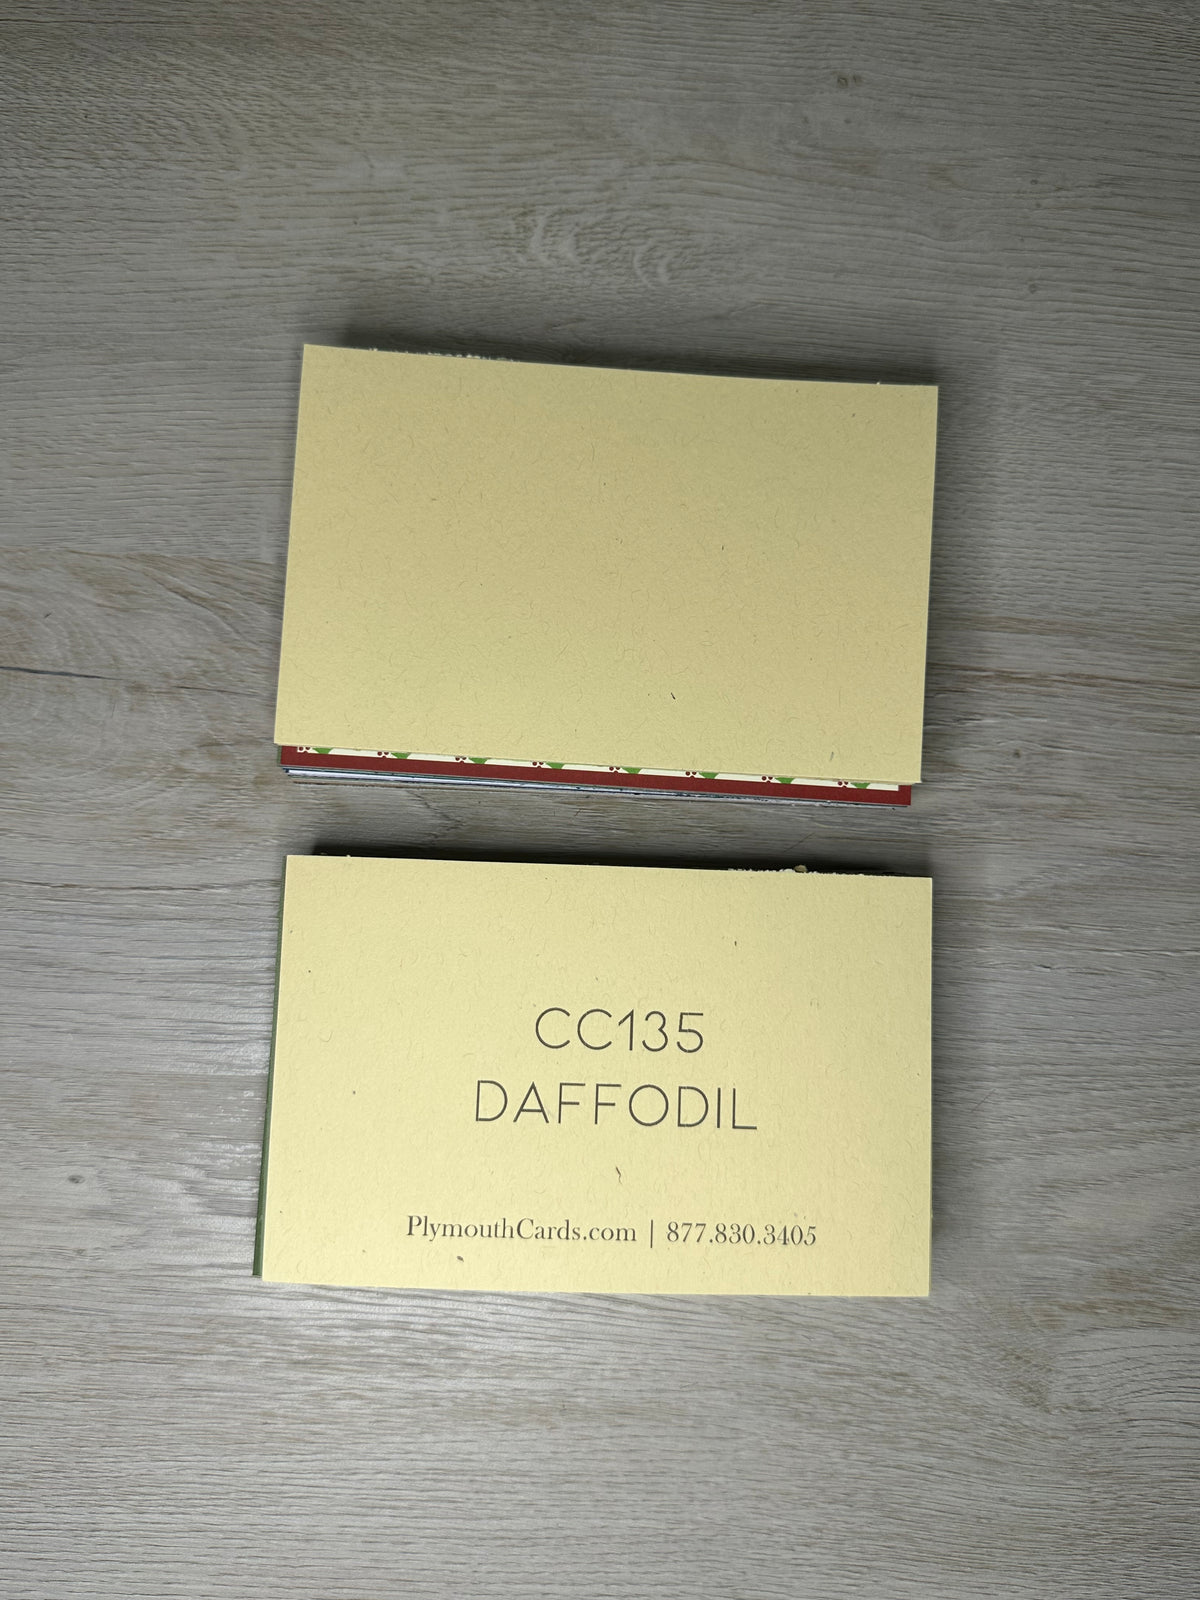 CC135
DAFFODIL
PlymouthCards.com | 877.830.3405